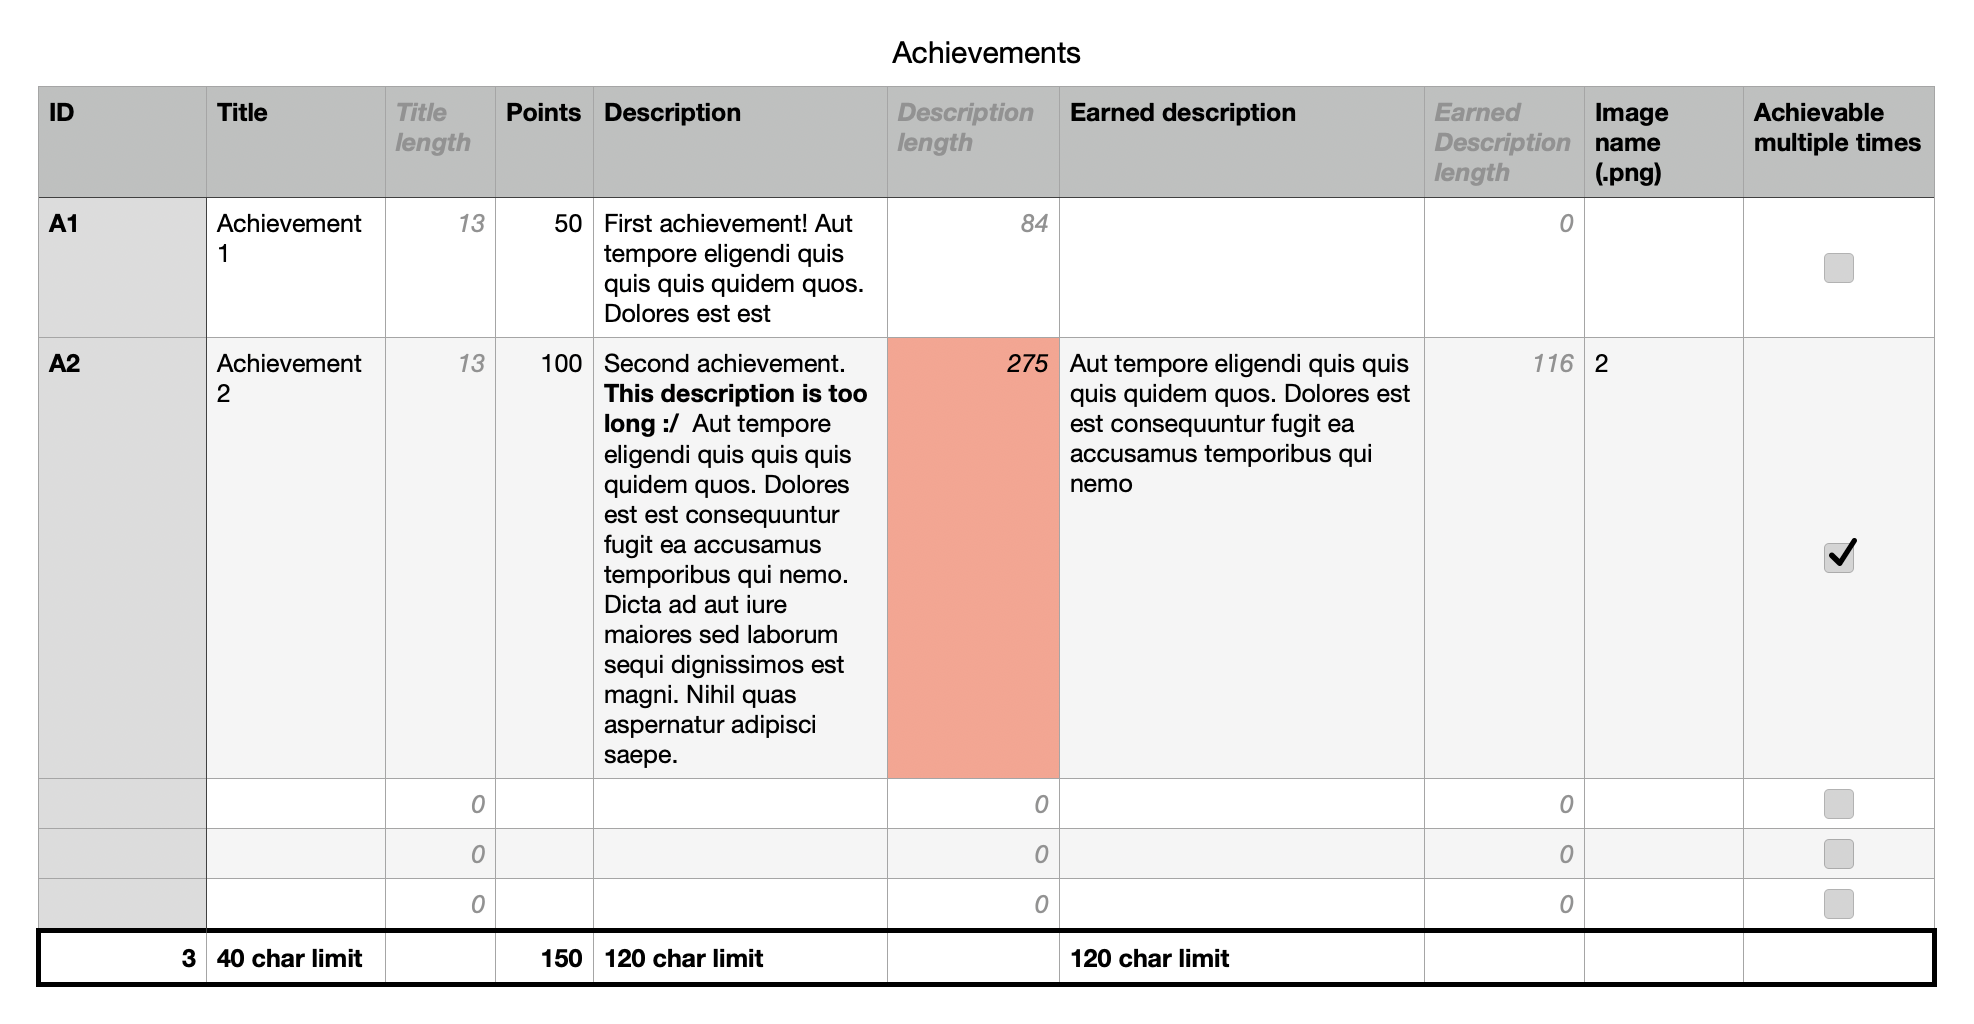 Achievements
ID Title Title length Points Description Description length Earned description Earned Description length Image name (.png) Achievable multiple times
A1 Achievement 1 13 50 First achievement! Aut tempore eligendi quis quis quis quidem quos. Dolores est est 84 0
A2 Achievement 2 13 100 Second achievement. This description is too long :/ Aut tempore eligendi quis quis quis quidem quos. Dolores est est consequuntur fugit ea accusamus temporibus qui nemo. Dicta ad aut iure maiores sed laborum sequi dignissimos est magni. Nihil quas aspernatur adipisci saepe. 275 Aut tempore eligendi quis quis quis quidem quos. Dolores est est consequuntur fugit ea accusamus temporibus qui nemo 116 2
0 0 0
0 0 0
0 0 0
3 40 char limit 150 120 char limit 120 char limit